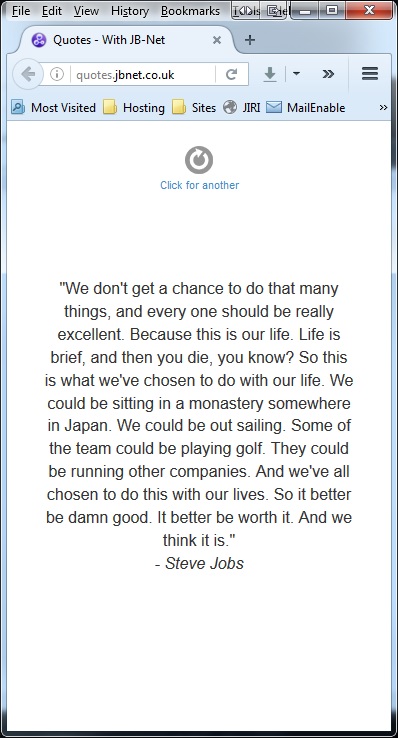 File Edit View History Bookmarks
Quotes - With JB-Net
quotes.jbnet.co.uk
Most Visited Hosting Sites JIRI MailEnable
Click for another
"We don't get a chance to do that many
things, and every one should be really
excellent. Because this is our life. Life is
brief, and then you die, you know? So this
is what we've chosen to do with our life. We
could be sitting in a monastery somewhere
in Japan. We could be out sailing. Some of
the team could be playing golf. They could
be running other companies. And we've all
chosen to do this with our lives. So it better
be damn good. It better be worth it. And we
think it is."
- Steve Jobs